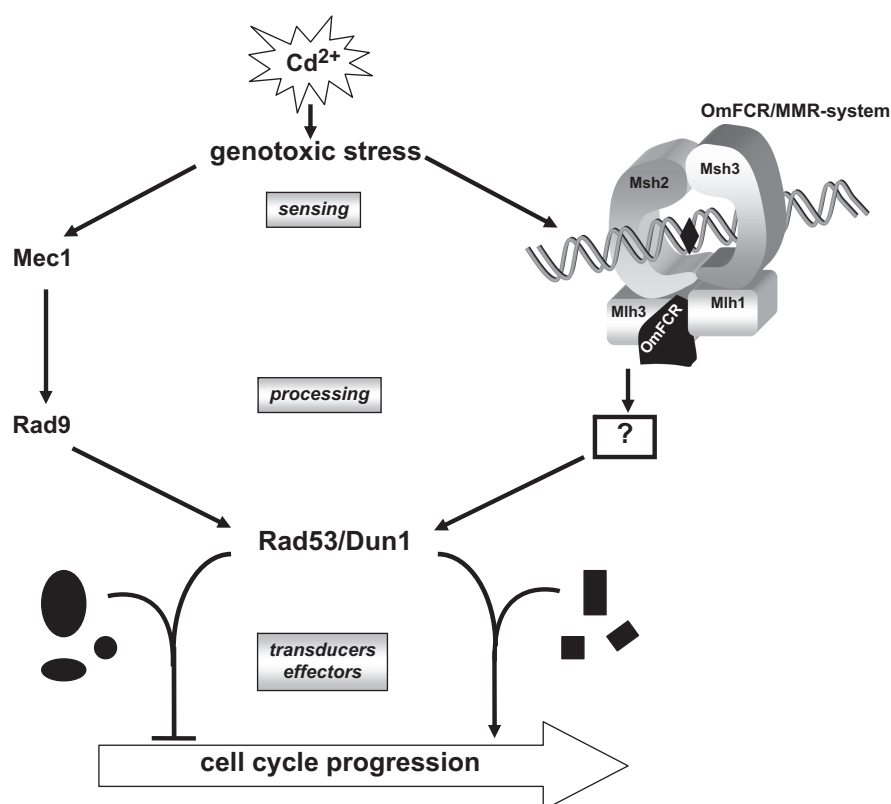 Cd2+
OmFCR/MMR-system
genotoxic stress
Msh2
Msh3
sensing
Mec1
Mlh3
OmFCR
Mlh1
processing
Rad9
?
Rad53/Dun1
transducers
effectors
cell cycle progression